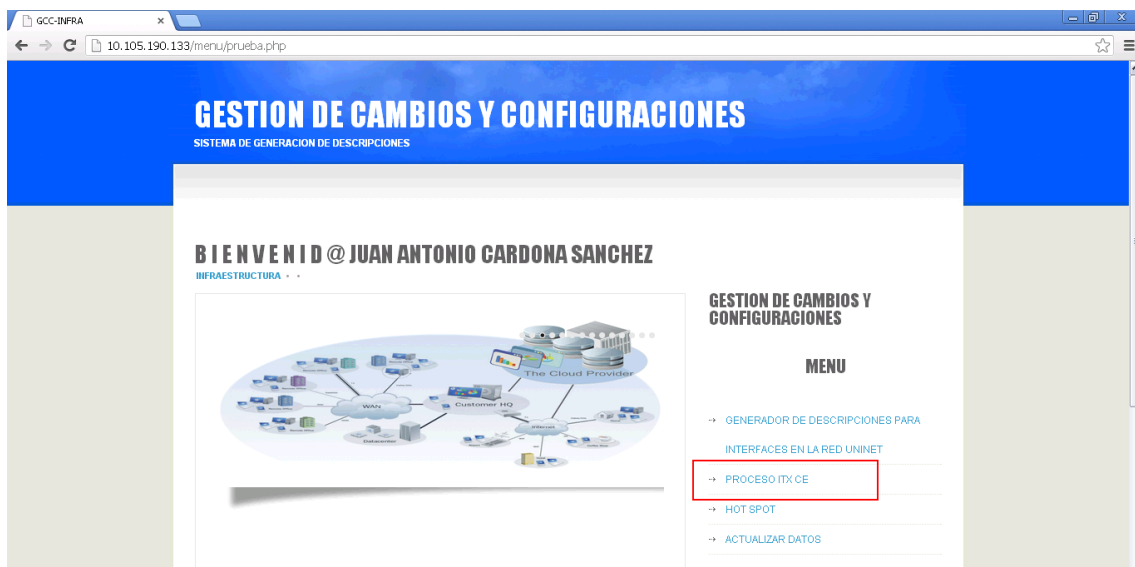 GCC-INFRA
10.105.190.133/menu/prueba.php
GESTION DE CAMBIOS Y CONFIGURACIONES
SISTEMA DE GENERACION DE DESCRIPCIONES
B I E N V E N I D @ JUAN ANTONIO CARDONA SANCHEZ
INFRAESTRUCTURA
The Cloud Provider
WAN
Customer HQ
Internet
Datacenter
GESTION DE CAMBIOS Y
CONFIGURACIONES
MENU
GENERADOR DE DESCRIPCIONES PARA
INTERFACES EN LA RED UNINET
PROCESO ITX CE
HOT SPOT
ACTUALIZAR DATOS